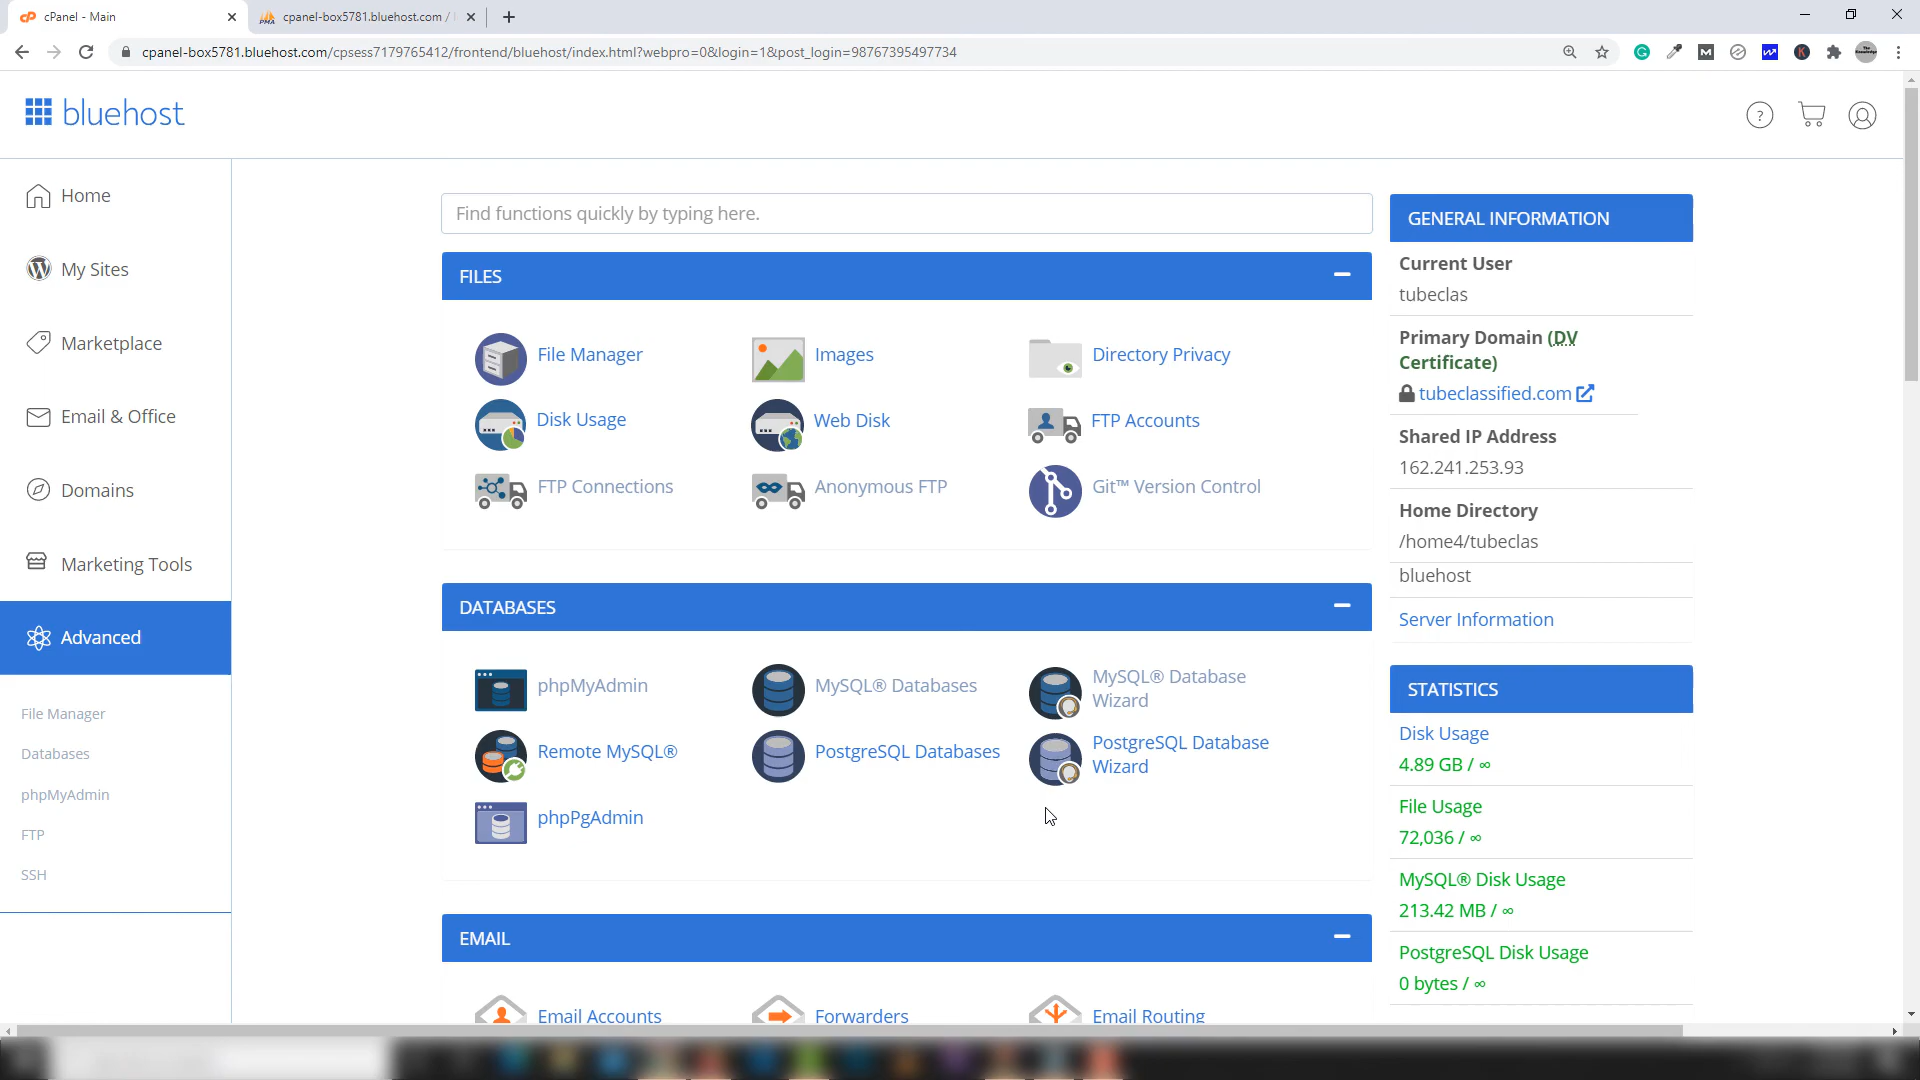 cPanel - Main
cpanel-box5781.bluehost.com /
cpanel-box5781.bluehost.com/cpsess7179765412/frontend/bluehost/index.html?webpro=0&login=1&post_login=98767395497734
bluehost
Home
My Sites
Marketplace
Email & Office
Domains
Marketing Tools
Advanced
File Manager
Databases
phpMyAdmin
FTP
SSH
Find functions quickly by typing here.
FILES
File Manager
Images
Directory Privacy
Disk Usage
Web Disk
FTP Accounts
FTP Connections
Anonymous FTP
Git™ Version Control
DATABASES
phpMyAdmin
MySQL® Databases
MySQL® Database
Wizard
Remote MySQL®
PostgreSQL Databases
PostgreSQL Database
Wizard
phpPgAdmin
EMAIL
Email Accounts
Forwarders
Email Routing
GENERAL INFORMATION
Current User
tubeclas
Primary Domain (DV
Certificate)
tubeclassified.com
Shared IP Address
162.241.253.93
Home Directory
/home4/tubeclas
bluehost
Server Information
STATISTICS
Disk Usage
4.89 GB / ∞
File Usage
72,036 / ∞
MySQL® Disk Usage
213.42 MB / ∞
PostgreSQL Disk Usage
0 bytes / ∞